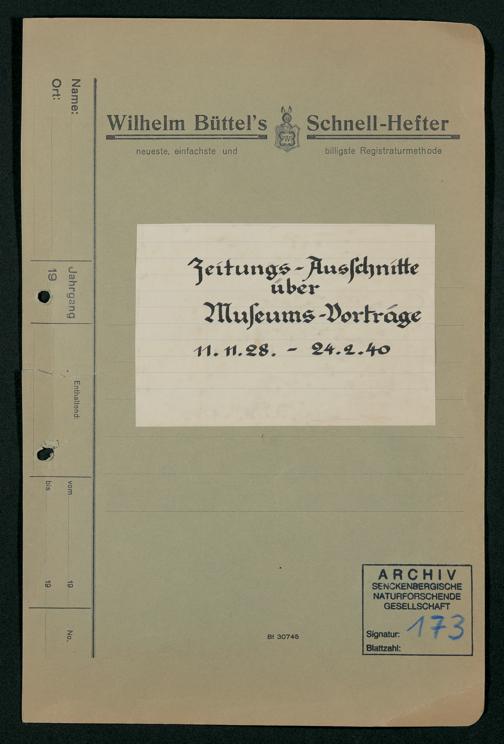 Wilhelm Büttel's Schnell-Hefter
neueste, einfachste und billigste Registraturmethode
Name:
Ort:
Jahrgang
19
Enthaltend:
vom 19
bis 19
No.
Zeitungs-Ausschnitte
über
Museums-Vorträge
11.11.28. - 24.2.40
Bf 30745
ARCHIV
SENCKENBERGISCHE
NATURFORSCHENDE
GESELLSCHAFT
Signatur: 173
Blattzahl: